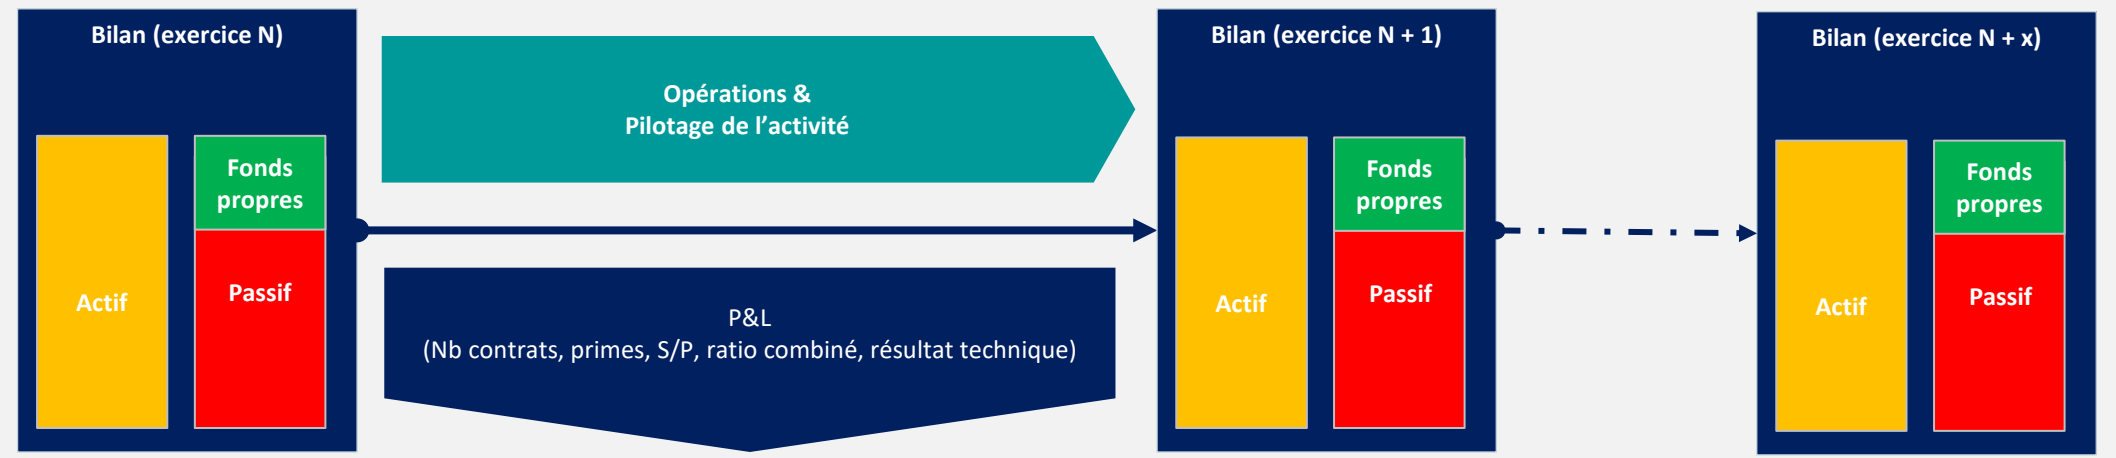 Bilan (exercice N)
Fonds
propres
Actif
Passif
Opérations &
Pilotage de l’activité
P&L
(Nb contrats, primes, S/P, ratio combiné, résultat technique)
Bilan (exercice N + 1)
Fonds
propres
Actif
Passif
Bilan (exercice N + x)
Fonds
propres
Actif
Passif